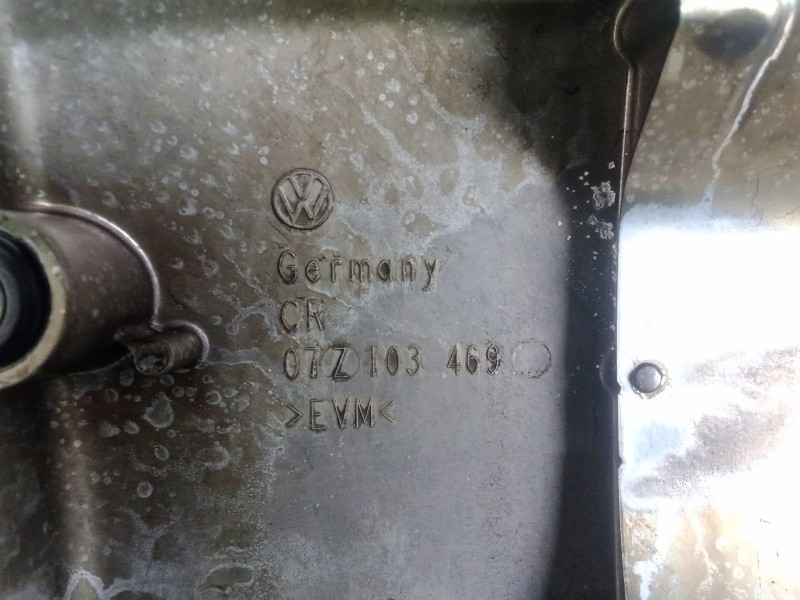 VW
Germany
CR
07Z 103 469
>EVM<